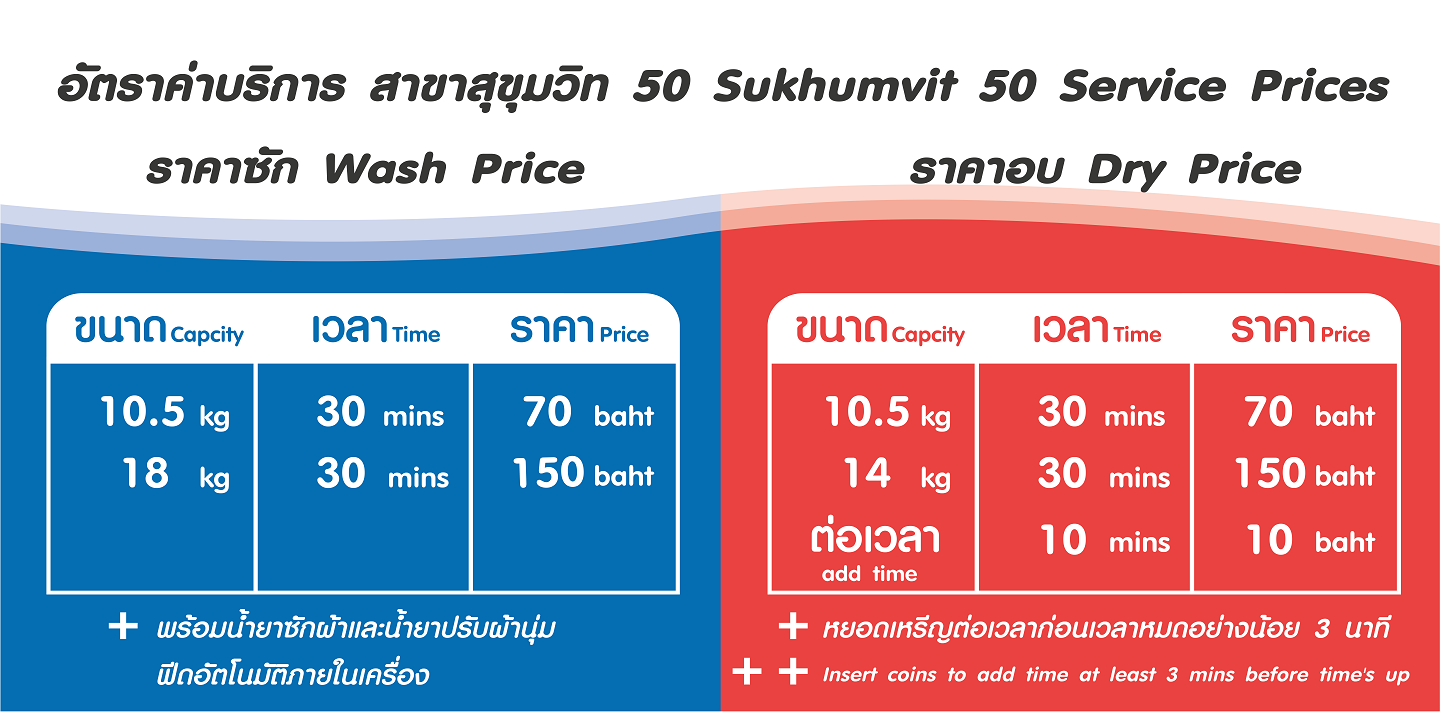 อัตราค่าบริการ สาขาสุขุมวิท 50 Sukhumvit 50 Service Prices
ราคาซัก Wash Price
ขนาด Capcity เวลา Time ราคา Price
10.5 kg 30 mins 70 baht
18 kg 30 mins 150 baht
+ พร้อมน้ำยาซักผ้าและน้ำยาปรับผ้านุ่ม
ฟีดอัตโนมัติภายในเครื่อง
ราคาอบ Dry Price
ขนาด Capcity เวลา Time ราคา Price
10.5 kg 30 mins 70 baht
14 kg 30 mins 150 baht
ต่อเวลา 10 mins 10 baht
add time
+ หยอดเหรีญต่อเวลาก่อนเวลาหมดอย่างน้อย 3 นาที
+ + Insert coins to add time at least 3 mins before time's up